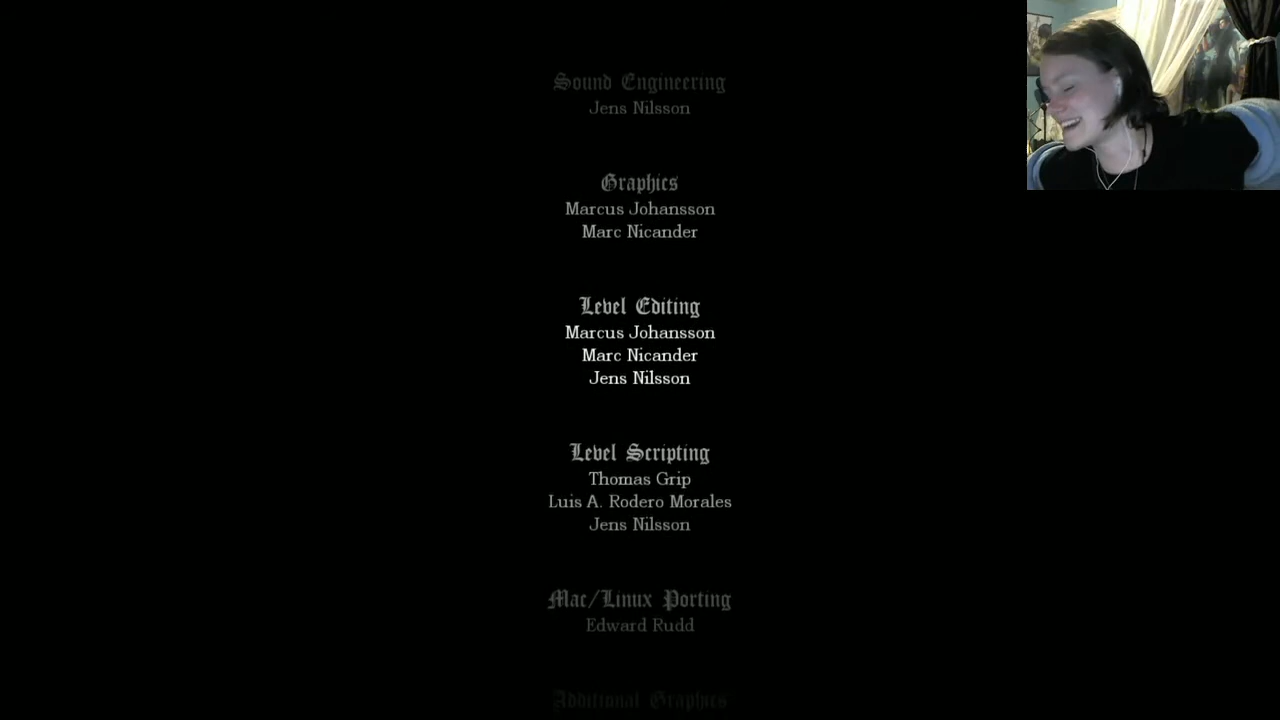 Sound Engineering
Jens Nilsson
Graphics
Marcus Johansson
Marc Nicander
Level Editing
Marcus Johansson
Marc Nicander
Jens Nilsson
Level Scripting
Thomas Grip
Luis A. Rodero Morales
Jens Nilsson
Mac/Linux Porting
Edward Rudd
Additional Graphics